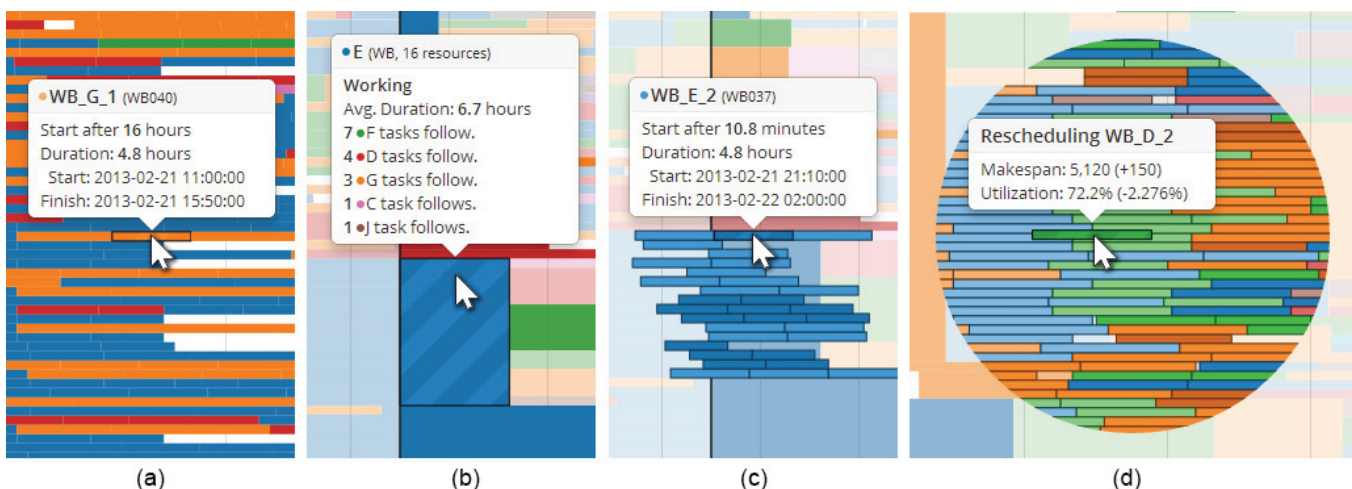 WB_G_1 (WB040)
Start after 16 hours
Duration: 4.8 hours
Start: 2013-02-21 11:00:00
Finish: 2013-02-21 15:50:00
(a)
E (WB, 16 resources)
Working
Avg. Duration: 6.7 hours
7 F tasks follow.
4 D tasks follow.
3 G tasks follow.
1 C task follows.
1 J task follows.
(b)
WB_E_2 (WB037)
Start after 10.8 minutes
Duration: 4.8 hours
Start: 2013-02-21 21:10:00
Finish: 2013-02-22 02:00:00
(c)
Rescheduling WB_D_2
Makespan: 5,120 (+150)
Utilization: 72.2% (-2.276%)
(d)